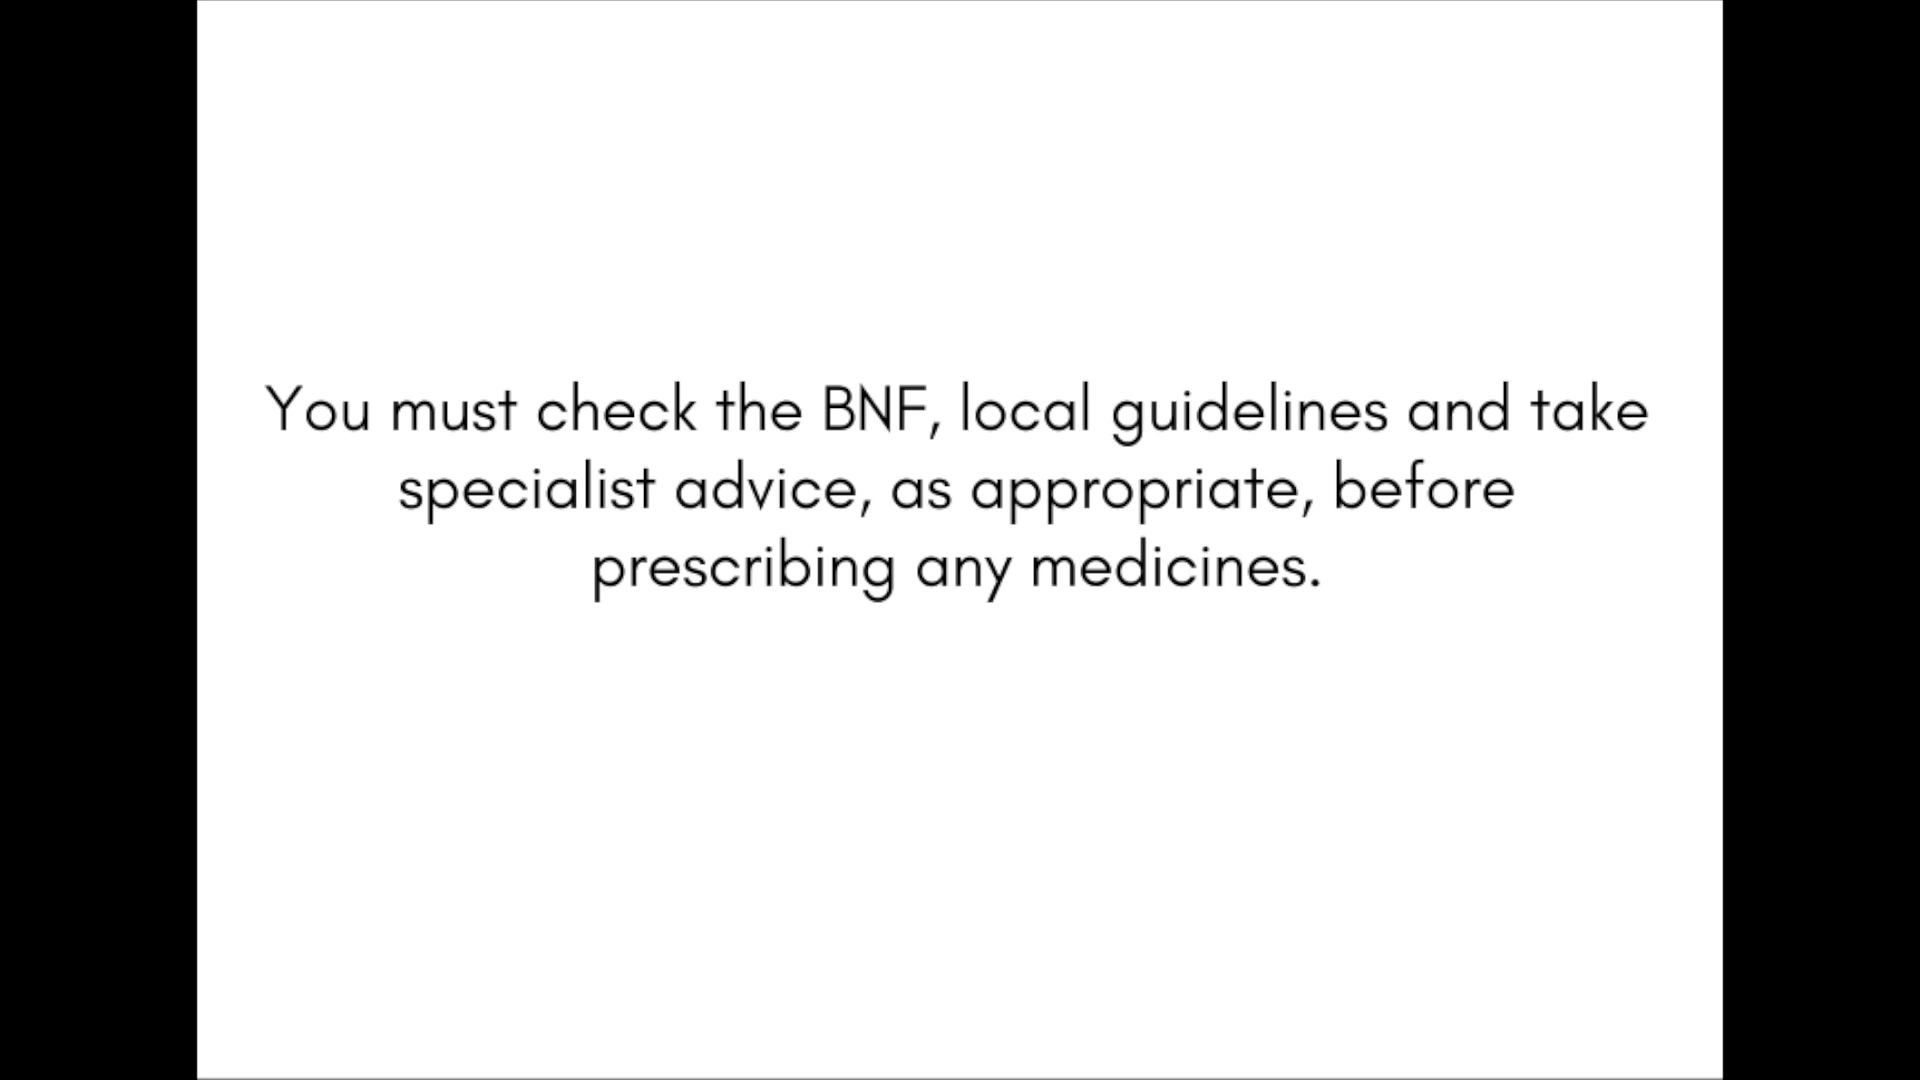 You must check the BNF, local guidelines and take
specialist advice, as appropriate, before
prescribing any medicines.